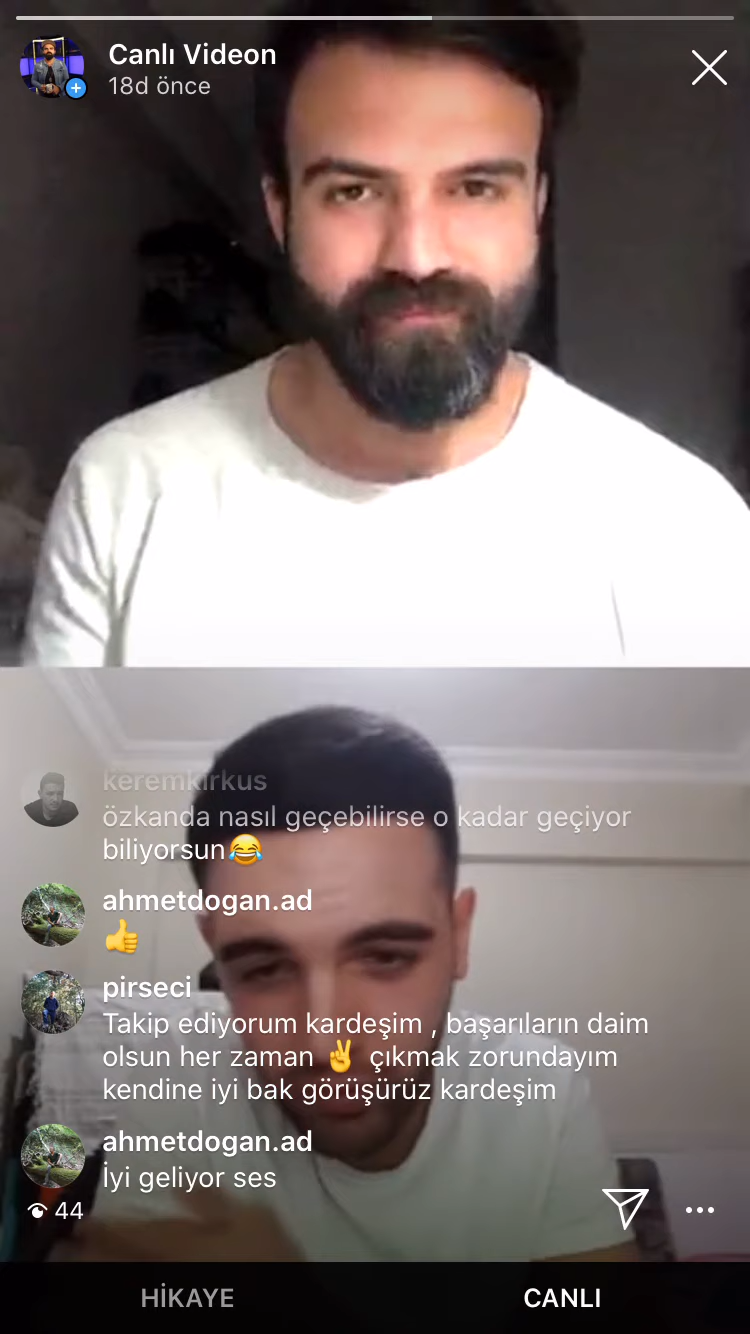 Canlı Videon
18d önce
keremkirkus
özkanda nasıl geçebilirse o kadar geçiyor
biliyorsun😂
ahmetdogan.ad
👍
pirseci
Takip ediyorum kardeşim , başarıların daim
olsun her zaman ✌️ çıkmak zorundayım
kendine iyi bak görüşürüz kardeşim
ahmetdogan.ad
İyi geliyor ses
44
HİKAYE
CANLI